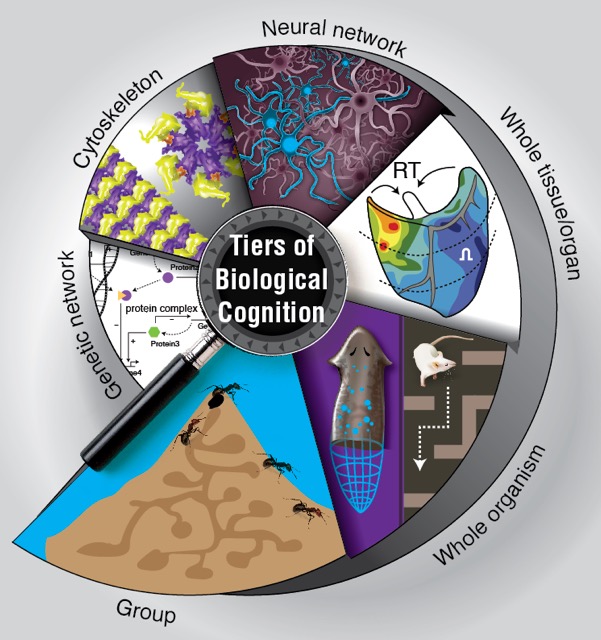 Neural network
Cytoskeleton
Whole tissue/organ
RT
Tiers of
Biological
Cognition
Genetic network
protein complex
Protein3
Whole organism
Group